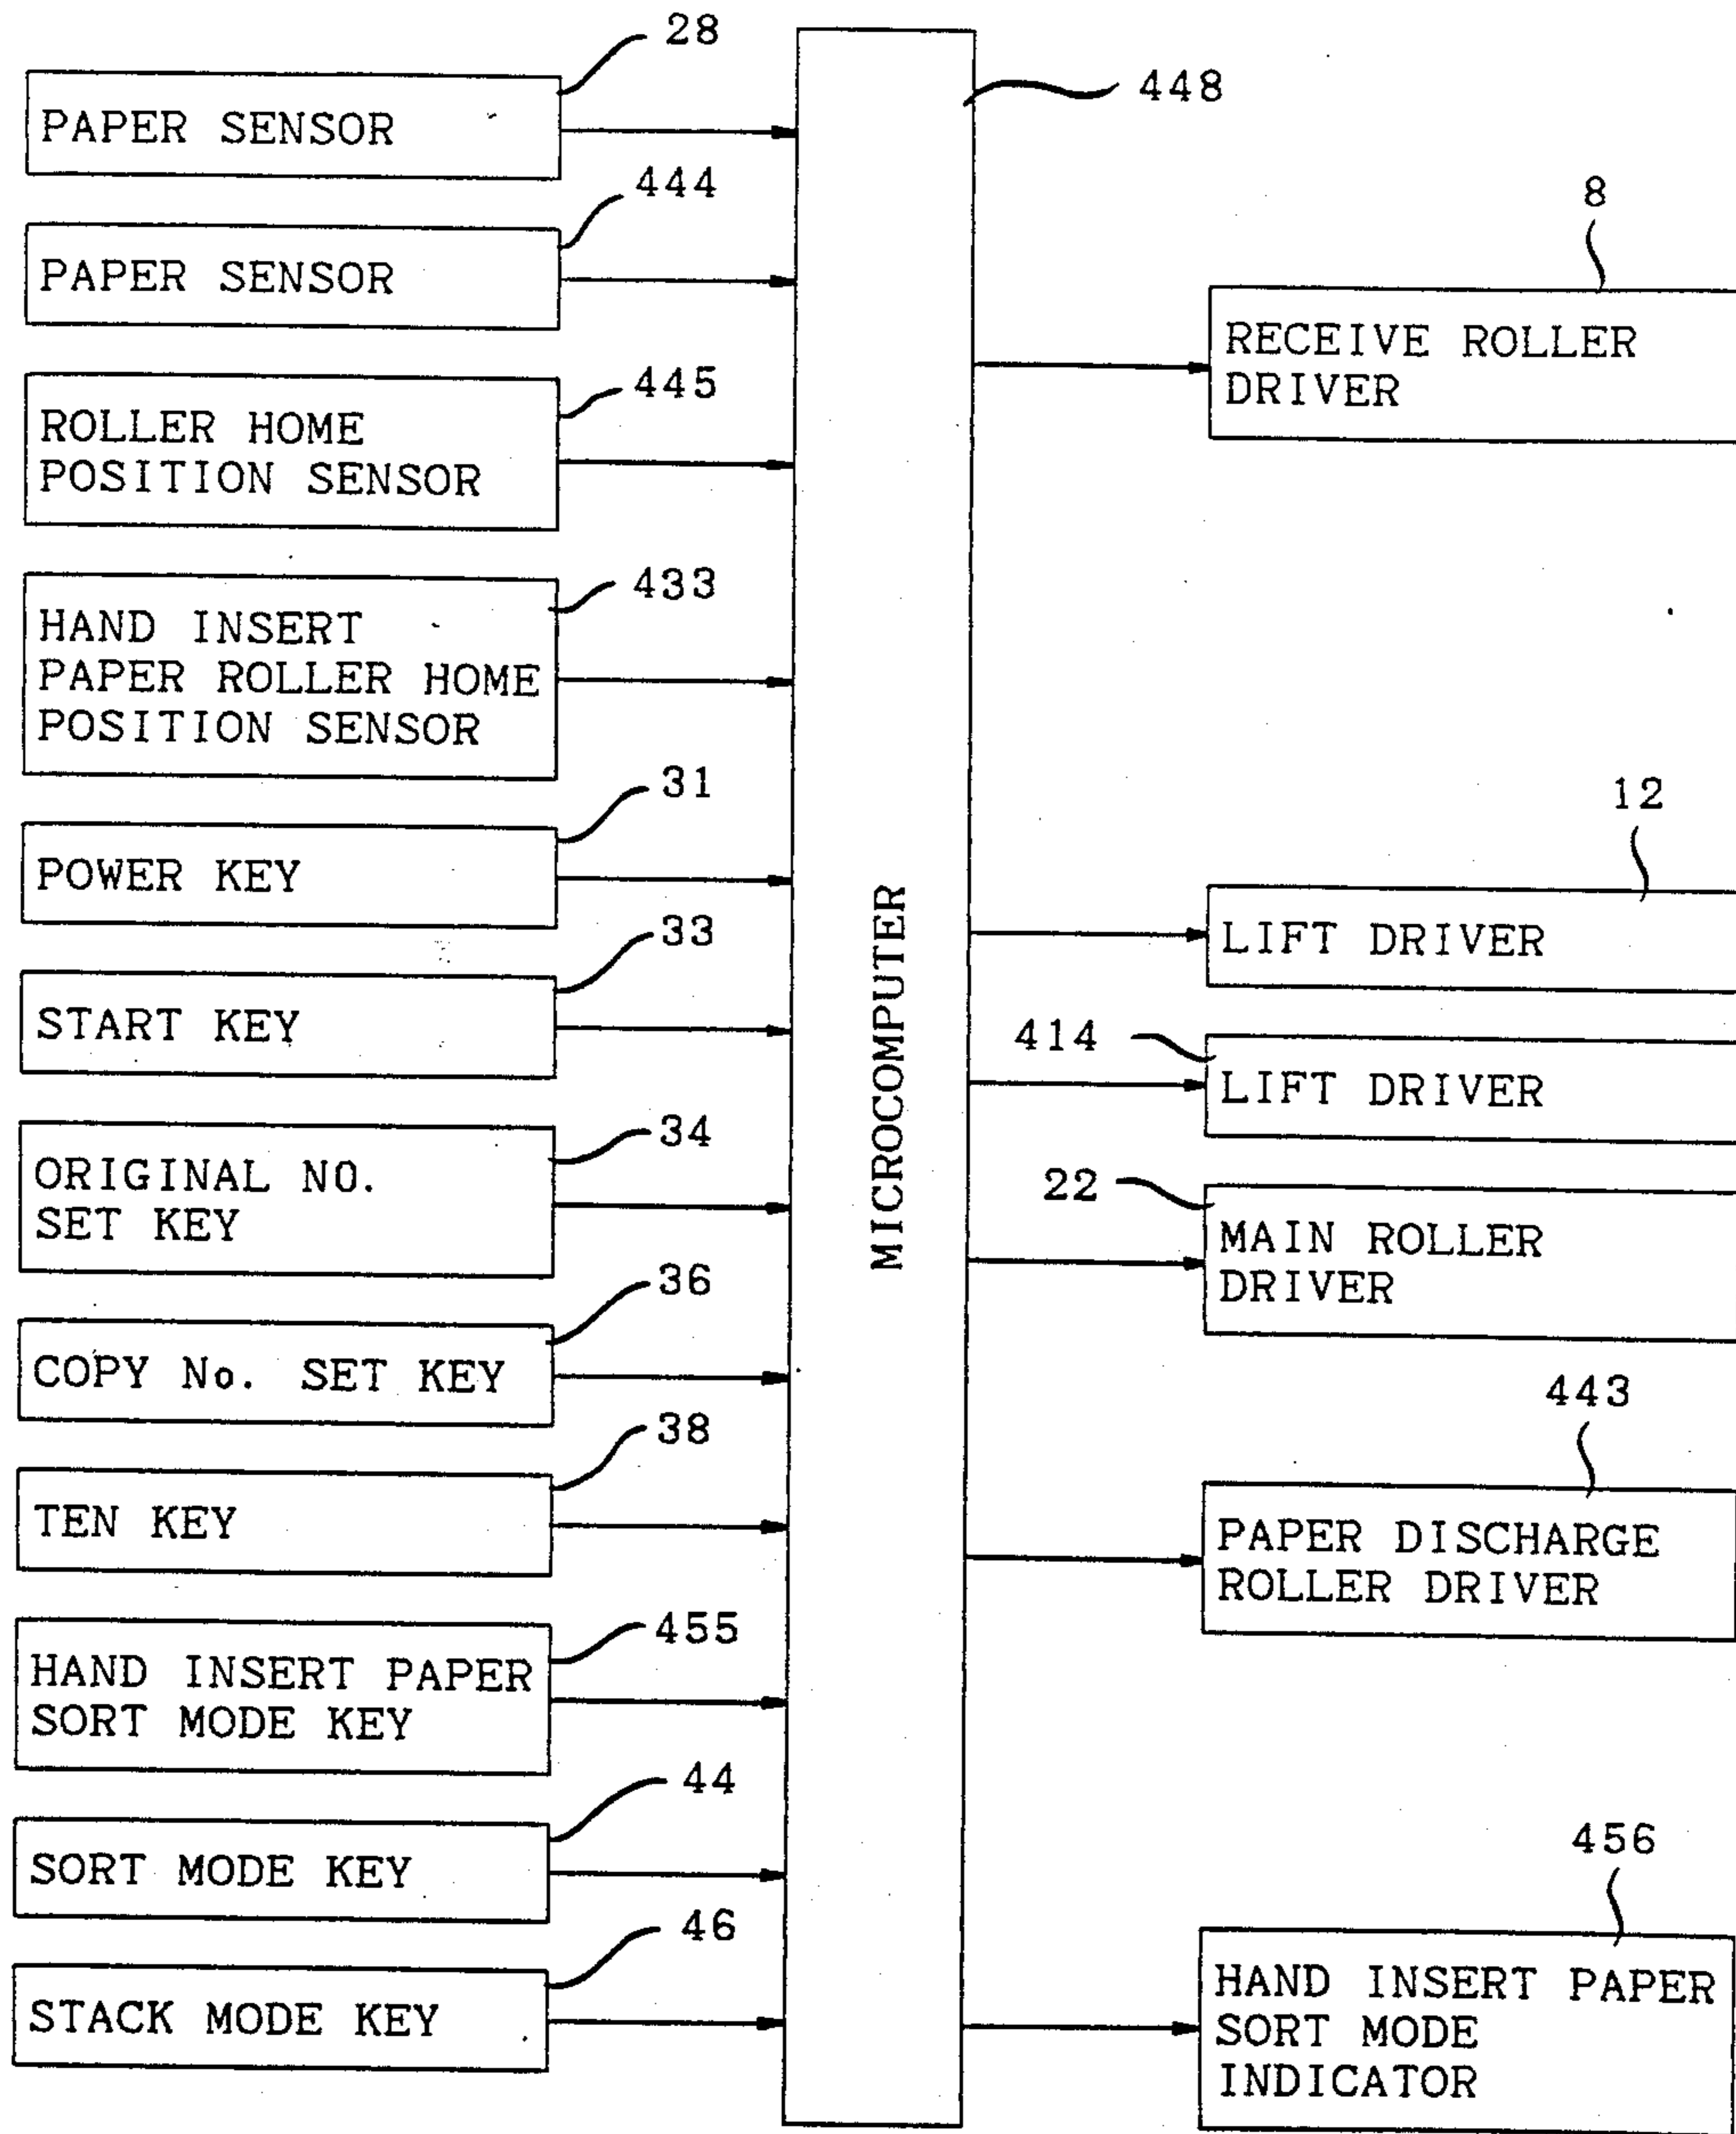 28
PAPER SENSOR
444
PAPER SENSOR
445
ROLLER HOME
POSITION SENSOR
433
HAND INSERT
PAPER ROLLER HOME
POSITION SENSOR
31
POWER KEY
33
START KEY
34
ORIGINAL NO.
SET KEY
36
COPY No. SET KEY
38
TEN KEY
455
HAND INSERT PAPER
SORT MODE KEY
44
SORT MODE KEY
46
STACK MODE KEY
448
MICROCOMPUTER
8
RECEIVE ROLLER
DRIVER
12
LIFT DRIVER
414
LIFT DRIVER
22
MAIN ROLLER
DRIVER
443
PAPER DISCHARGE
ROLLER DRIVER
456
HAND INSERT PAPER
SORT MODE
INDICATOR